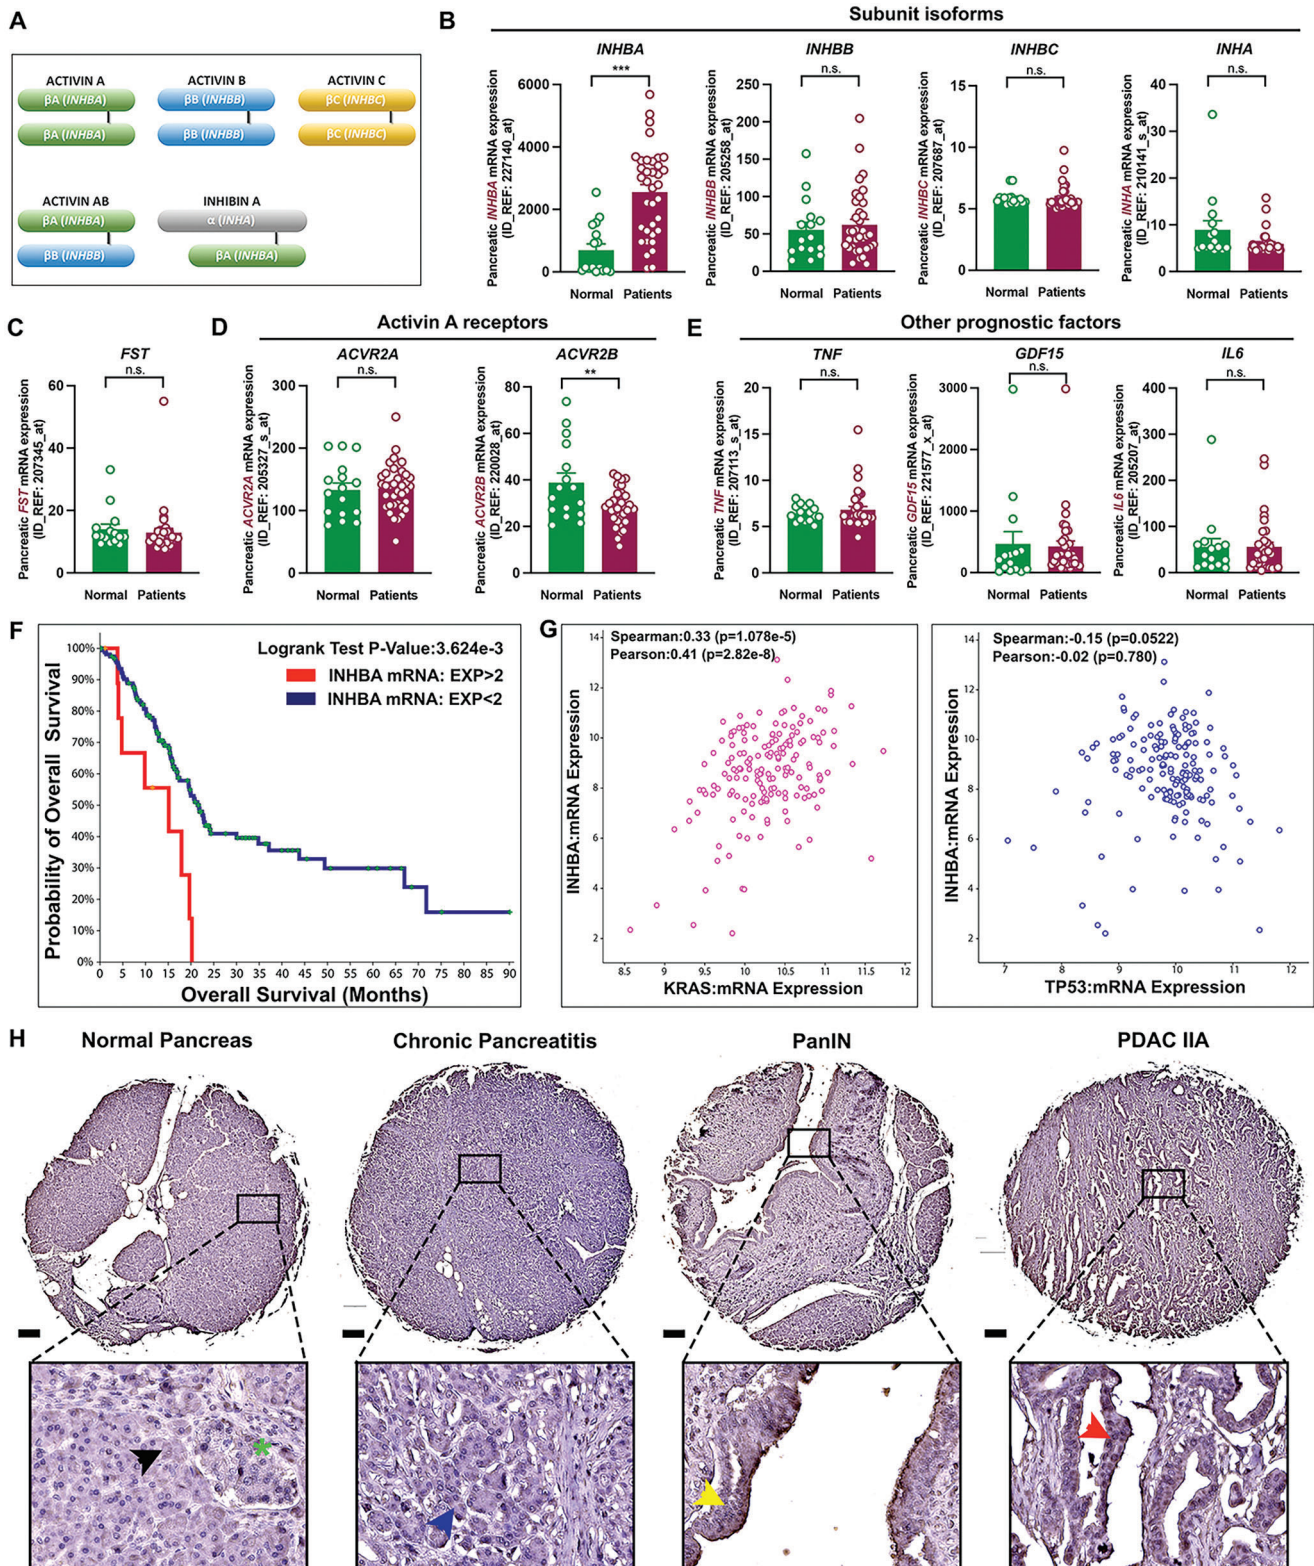 A
ACTIVIN A
βA (INHBA)
βA (INHBA)
ACTIVIN B
βB (INHBB)
βB (INHBB)
ACTIVIN C
βC (INHBC)
βC (INHBC)
ACTIVIN AB
βA (INHBA)
βB (INHBB)
INHIBIN A
α (INHA)
βA (INHBA)
B
Subunit isoforms
INHBA
***
Pancreatic INHBA mRNA expression
(ID_REF: 227140_at)
6000
4000
2000
0
Normal Patients
INHBB
n.s.
Pancreatic INHBB mRNA expression
(ID_REF: 205258_at)
250
200
150
100
50
0
Normal Patients
INHBC
n.s.
Pancreatic INHBC mRNA expression
(ID_REF: 207687_at)
15
10
5
0
Normal Patients
INHA
n.s.
Pancreatic INHA mRNA expression
(ID_REF: 210141_s_at)
40
30
20
10
0
Normal Patients
C
FST
n.s.
Pancreatic FST mRNA expression
(ID_REF: 207345_at)
60
40
20
0
Normal Patients
D
Activin A receptors
ACVR2A
n.s.
Pancreatic ACVR2A mRNA expression
(ID_REF: 205327_s_at)
300
200
100
0
Normal Patients
ACVR2B
**
Pancreatic ACVR2B mRNA expression
(ID_REF: 220028_at)
80
60
40
20
0
Normal Patients
E
Other prognostic factors
TNF
n.s.
Pancreatic TNF mRNA expression
(ID_REF: 207113_s_at)
20
15
10
5
0
Normal Patients
GDF15
n.s.
Pancreatic GDF15 mRNA expression
(ID_REF: 221577_x_at)
3000
2000
1000
0
Normal Patients
IL6
n.s.
Pancreatic IL6 mRNA expression
(ID_REF: 205207_at)
400
300
200
100
0
Normal Patients
F
Logrank Test P-Value:3.624e-3
INHBA mRNA: EXP>2
INHBA mRNA: EXP<2
Probability of Overall Survival
100%
90%
80%
70%
60%
50%
40%
30%
20%
10%
0%
0 5 10 15 20 25 30 35 40 45 50 55 60 65 70 75 80 85 90
Overall Survival (Months)
G
Spearman:0.33 (p=1.078e-5)
Pearson:0.41 (p=2.82e-8)
INHBA:mRNA Expression
14
12
10
8
6
4
2
8.5 9 9.5 10 10.5 11 11.5 12
KRAS:mRNA Expression
Spearman:-0.15 (p=0.0522)
Pearson:-0.02 (p=0.780)
INHBA:mRNA Expression
14
12
10
8
6
4
2
7 8 9 10 11 12
TP53:mRNA Expression
H
Normal Pancreas
Chronic Pancreatitis
PanIN
PDAC IIA
*